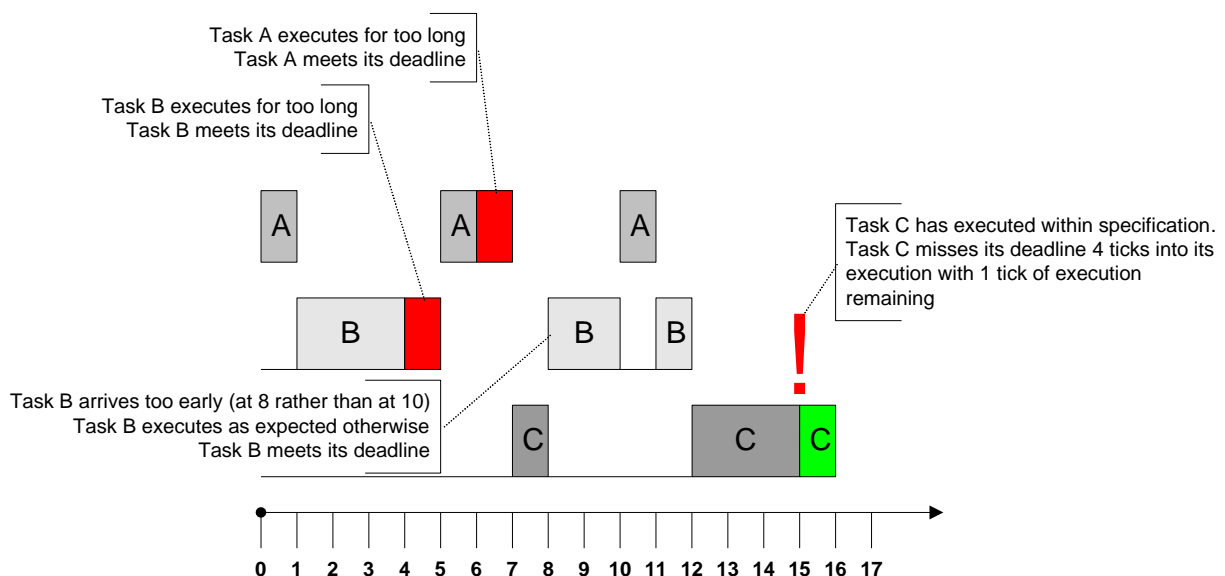 Task A executes for too long
Task A meets its deadline
Task B executes for too long
Task B meets its deadline
A
A
A
Task C has executed within specification.
Task C misses its deadline 4 ticks into its
execution with 1 tick of execution
remaining
B
B
B
!
Task B arrives too early (at 8 rather than at 10)
Task B executes as expected otherwise
Task B meets its deadline
C
C
C
0 1 2 3 4 5 6 7 8 9 10 11 12 13 14 15 16 17